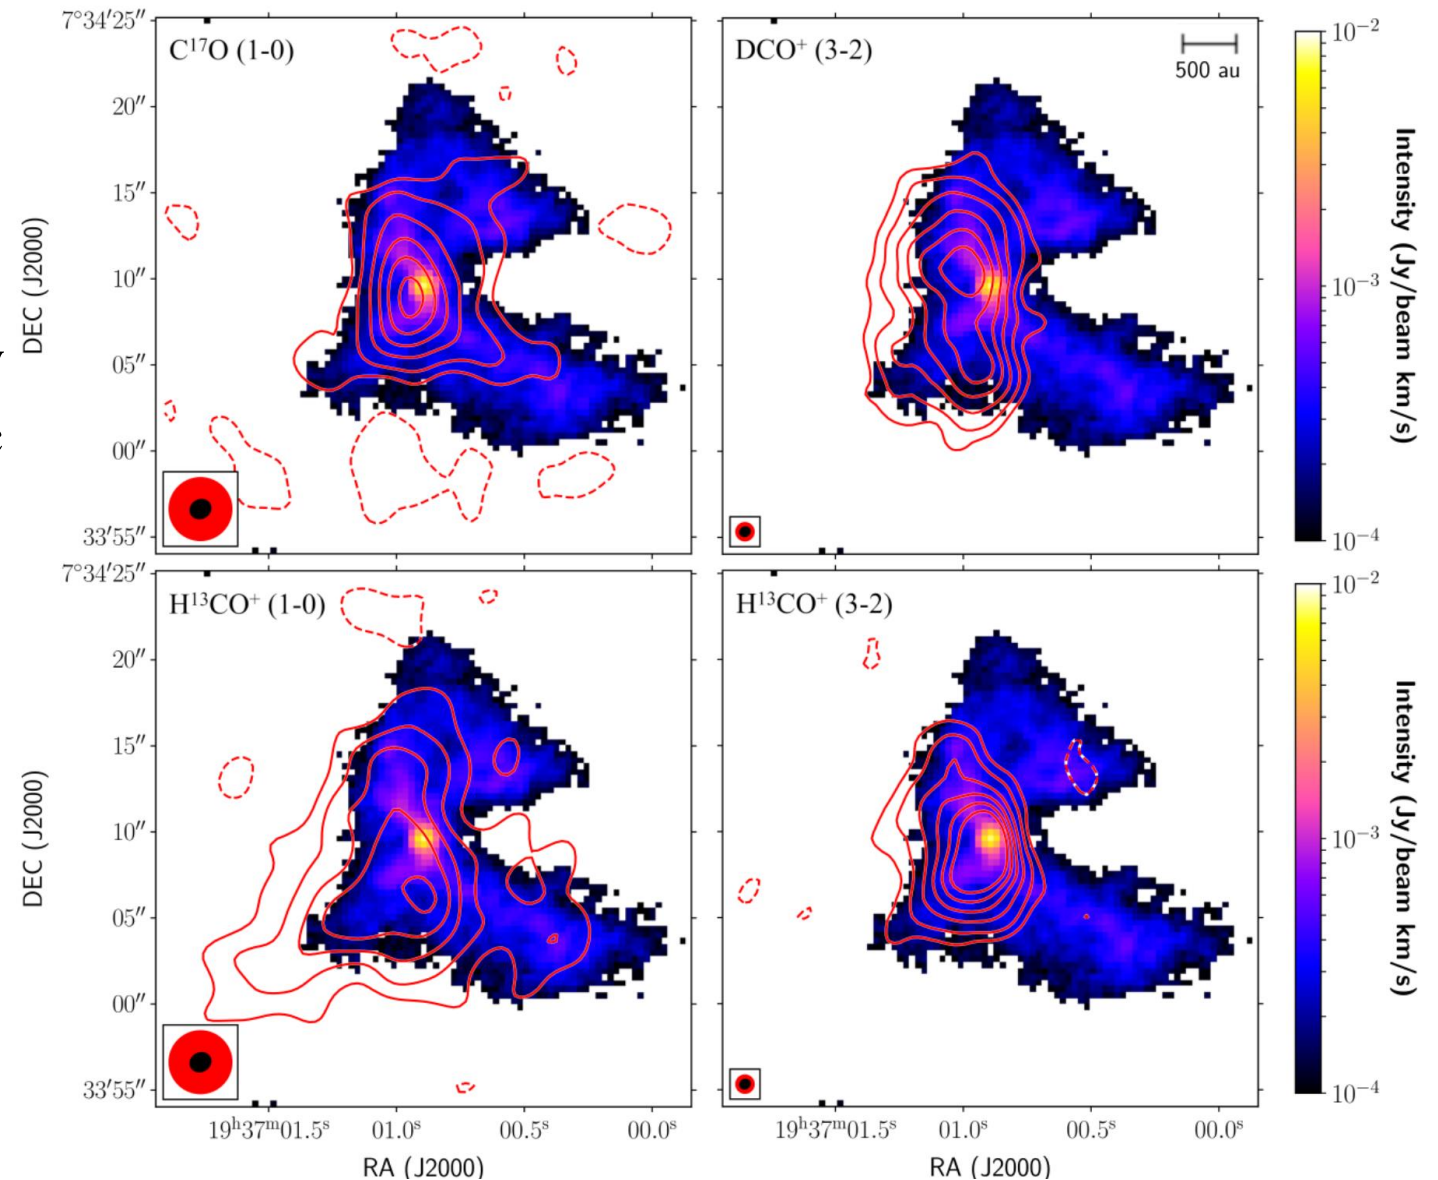 7°34′25″
C¹⁷O (1-0)
DCO⁺ (3-2)
500 au
20″
15″
10″
05″
00″
33′55″
DEC (J2000)
10⁻²
10⁻³
10⁻⁴
Intensity (Jy/beam km/s)
7°34′25″
H¹³CO⁺ (1-0)
H¹³CO⁺ (3-2)
20″
15″
10″
05″
00″
33′55″
DEC (J2000)
10⁻²
10⁻³
10⁻⁴
Intensity (Jy/beam km/s)
19ʰ37ᵐ01.5ˢ 01.0ˢ 00.5ˢ 00.0ˢ
19ʰ37ᵐ01.5ˢ 01.0ˢ 00.5ˢ 00.0ˢ
RA (J2000)
RA (J2000)